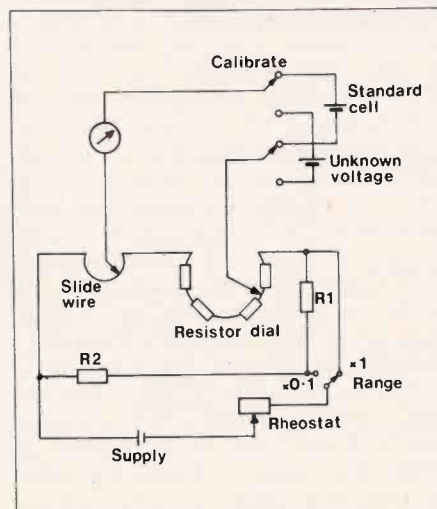 Calibrate
Standard
cell
Unknown
voltage
Slide
wire
R1
Resistor dial
R2
×0·1
×1
Range
Rheostat
Supply